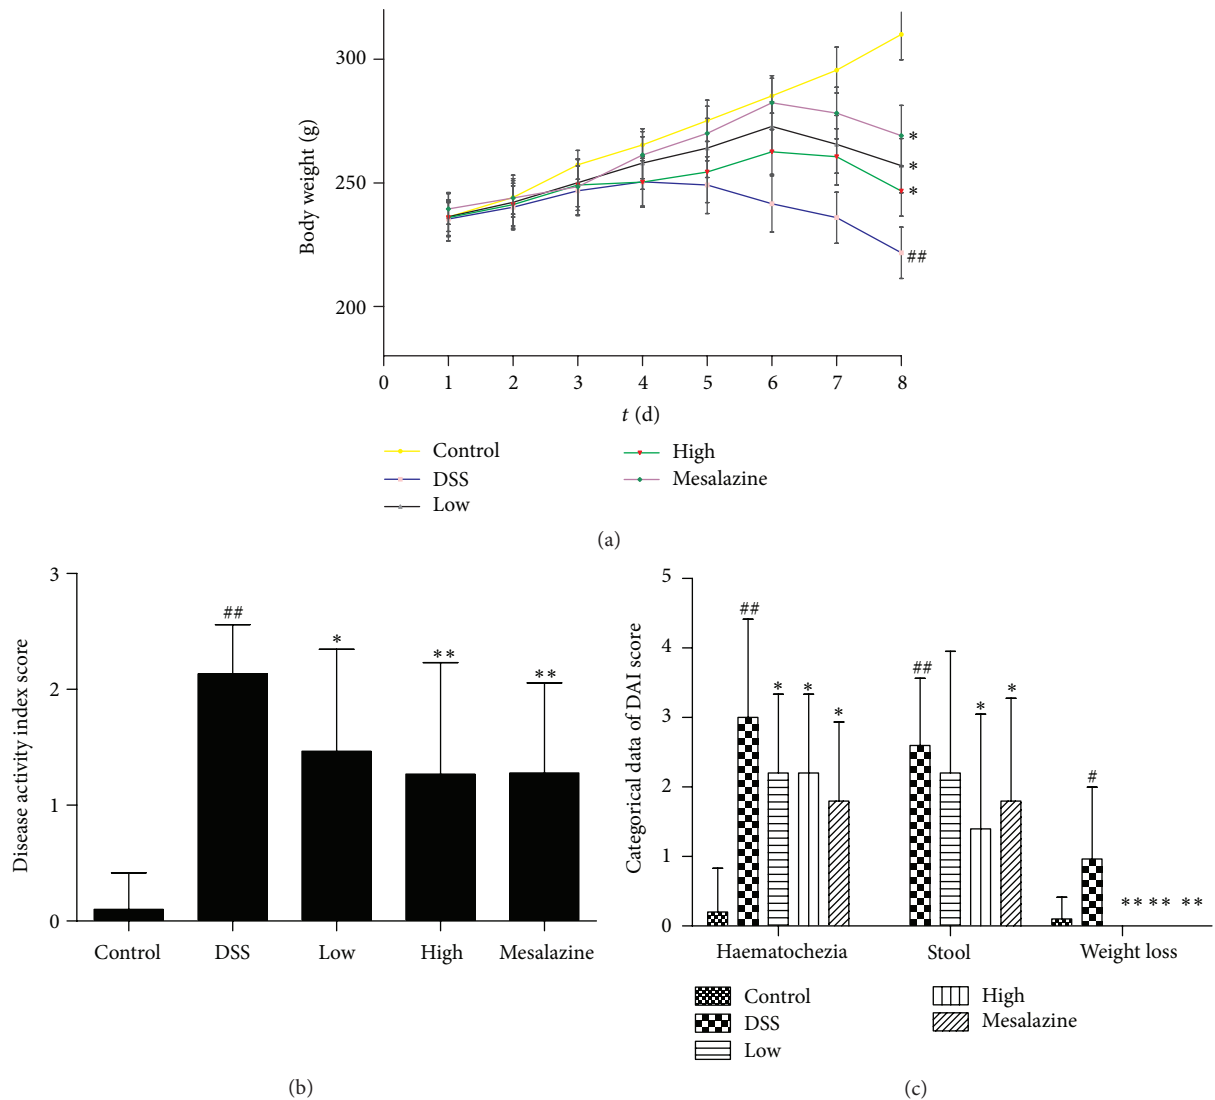 300
250
200
Body weight (g)
*
*
*
##
0 1 2 3 4 5 6 7 8
t (d)
Control
DSS
Low
High
Mesalazine
(a)
3
2
1
0
Disease activity index score
##
*
**
**
Control DSS Low High Mesalazine
(b)
5
4
3
2
1
0
Categorical data of DAI score
##
*
*
*
##
*
*
#
** ** **
Haematochezia Stool Weight loss
Control
DSS
Low
High
Mesalazine
(c)